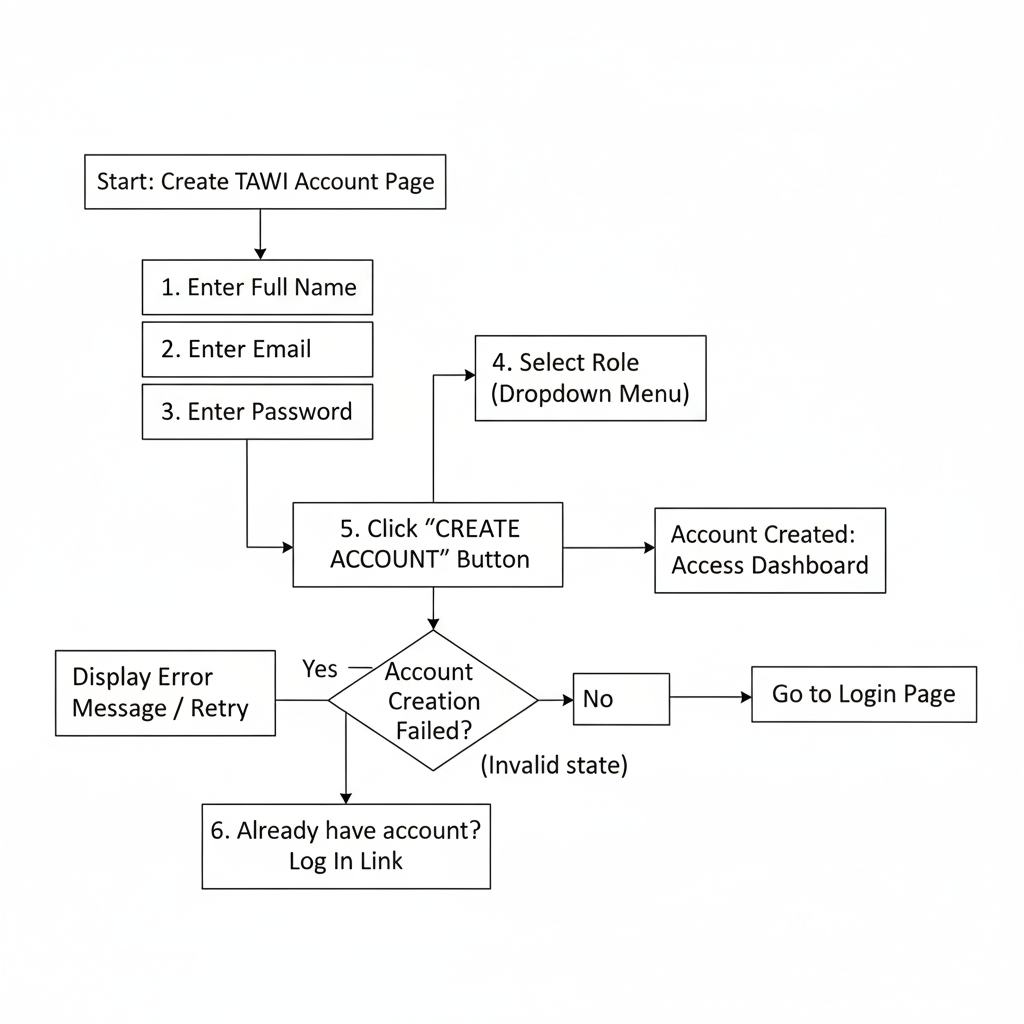 Start: Create TAWI Account Page
1. Enter Full Name
2. Enter Email
3. Enter Password
4. Select Role
(Dropdown Menu)
5. Click “CREATE
ACCOUNT” Button
Account Created:
Access Dashboard
Display Error
Message / Retry
Yes
Account
Creation
Failed?
No
Go to Login Page
(Invalid state)
6. Already have account?
Log In Link